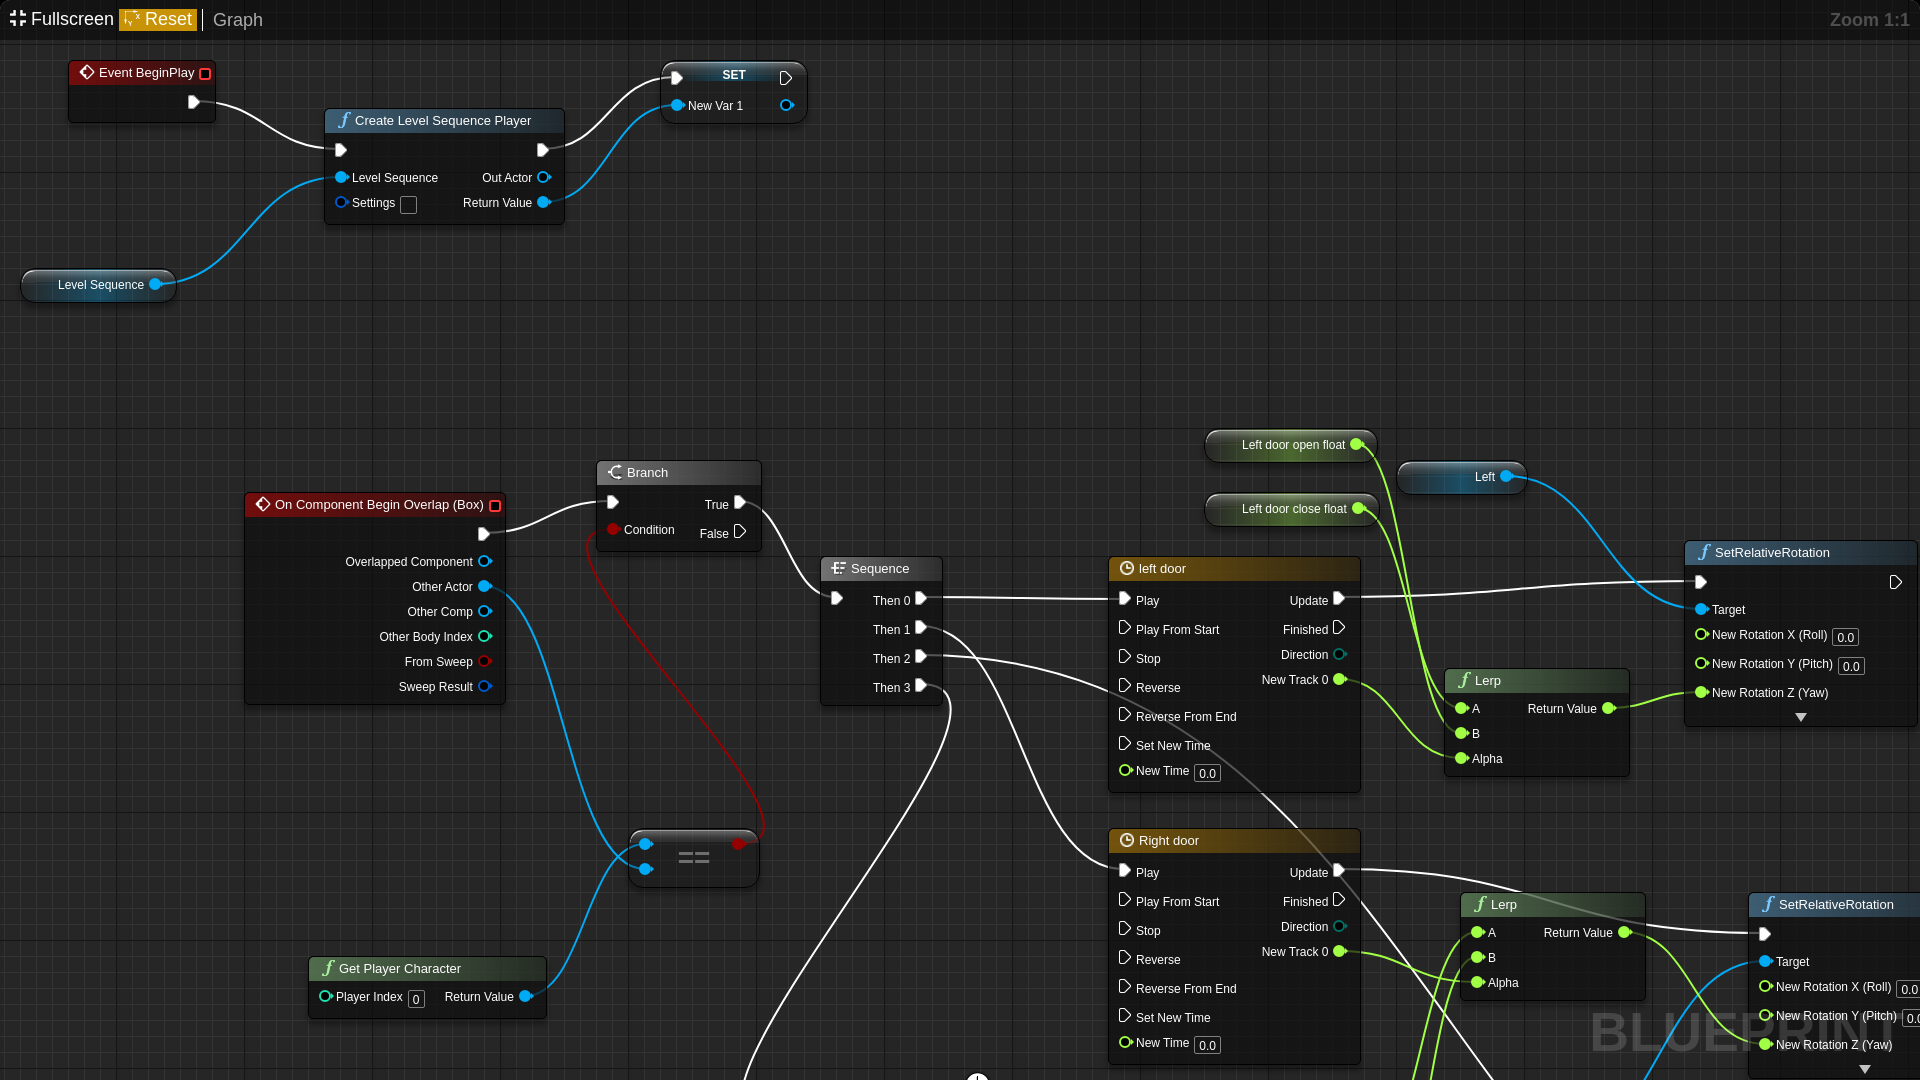 Fullscreen Reset Graph Zoom 1:1
Event BeginPlay
SET
New Var 1
Create Level Sequence Player
Level Sequence Out Actor
Settings Return Value
Level Sequence
Left door open float
Left
Left door close float
Branch
True
Condition False
On Component Begin Overlap (Box)
Overlapped Component
Other Actor
Other Comp
Other Body Index
From Sweep
Sweep Result
Sequence
Then 0
Then 1
Then 2
Then 3
left door
Play Update
Play From Start Finished
Stop Direction
Reverse New Track 0
Reverse From End
Set New Time
New Time 0.0
SetRelativeRotation
Target
New Rotation X (Roll) 0.0
New Rotation Y (Pitch) 0.0
New Rotation Z (Yaw)
Lerp
A Return Value
B
Alpha
==
Get Player Character
Player Index 0 Return Value
Right door
Play Update
Play From Start Finished
Stop Direction
Reverse New Track 0
Reverse From End
Set New Time
New Time 0.0
Lerp
A Return Value
B
Alpha
SetRelativeRotation
Target
New Rotation X (Roll) 0.0
New Rotation Y (Pitch) 0.0
New Rotation Z (Yaw)
BLUEPRINT